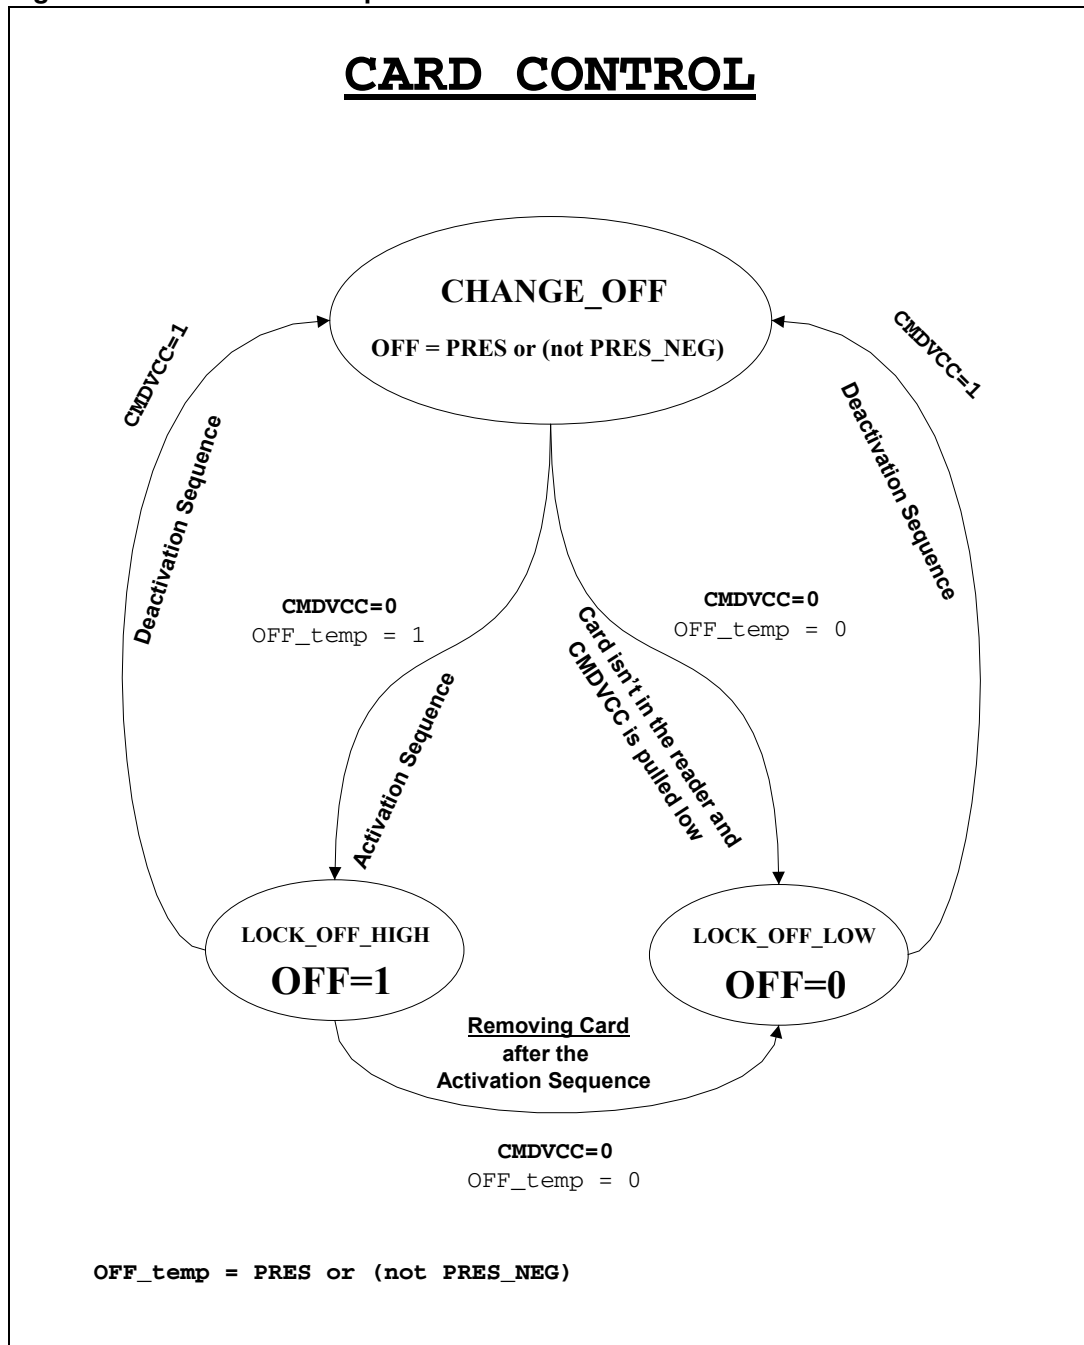 CARD CONTROL
CHANGE_OFF
OFF = PRES or (not PRES_NEG)
CMDVCC=1
Deactivation Sequence
CMDVCC=1
Deactivation Sequence
CMDVCC=0
OFF_temp = 1
Activation Sequence
CMDVCC=0
OFF_temp = 0
Card isn't in the reader and
CMDVCC is pulled low
LOCK_OFF_HIGH
OFF=1
LOCK_OFF_LOW
OFF=0
Removing Card
after the
Activation Sequence
CMDVCC=0
OFF_temp = 0
OFF_temp = PRES or (not PRES_NEG)